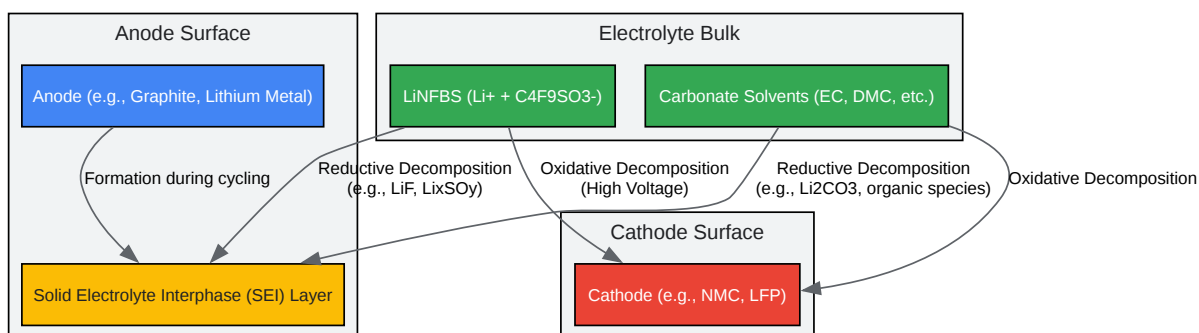 Anode Surface
Electrolyte Bulk
Anode (e.g., Graphite, Lithium Metal)
LiNFBS (Li+ + C4F9SO3-)
Carbonate Solvents (EC, DMC, etc.)
Formation during cycling
Reductive Decomposition
(e.g., LiF, LixSOy)
Oxidative Decomposition
(High Voltage)
Reductive Decomposition
(e.g., Li2CO3, organic species)
Oxidative Decomposition
Cathode Surface
Solid Electrolyte Interphase (SEI) Layer
Cathode (e.g., NMC, LFP)